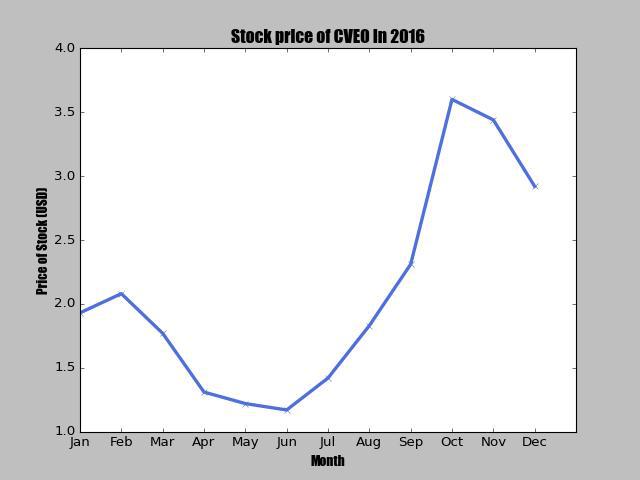 Stock price of CVEO in 2016
4.0
3.5
3.0
2.5
2.0
1.5
1.0
Price of Stock (USD)
Jan Feb Mar Apr May Jun Jul Aug Sep Oct Nov Dec
Month